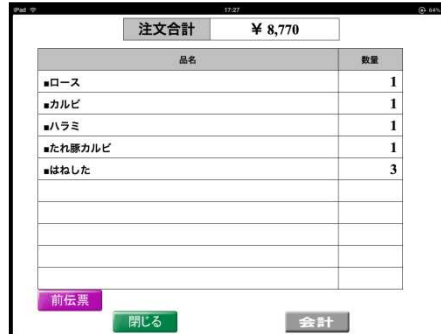 iPad
17:27
64%
注文合計 ¥ 8,770
品名 数量
■ロース 1
■カルビ 1
■ハラミ 1
■たれ豚カルビ 1
■はねした 3
前伝票
閉じる 会計